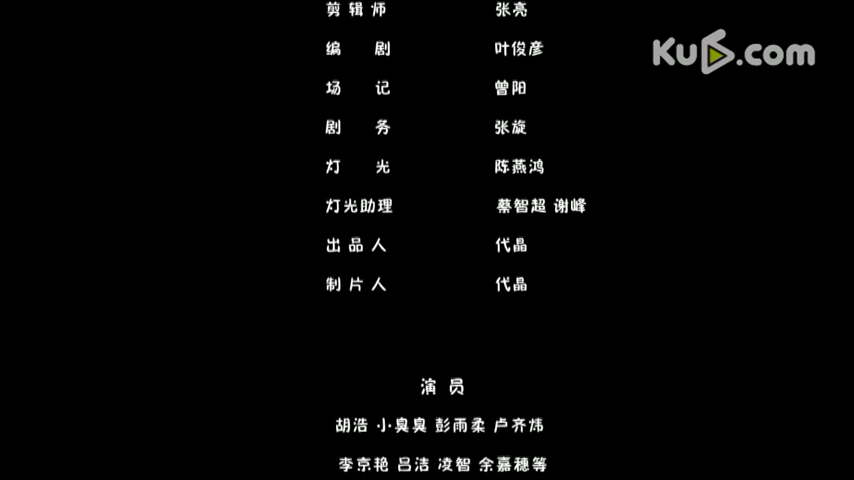 剪辑师 张亮
Ku6.com
编剧 叶俊彦
场记 曾阳
剧务 张旋
灯光 陈燕鸿
灯光助理 蔡智超 谢峰
出品人 代晶
制片人 代晶
演员
胡浩 小臭臭 彭雨柔 卢齐炜
李京艳 吕洁 凌智 余嘉穗等